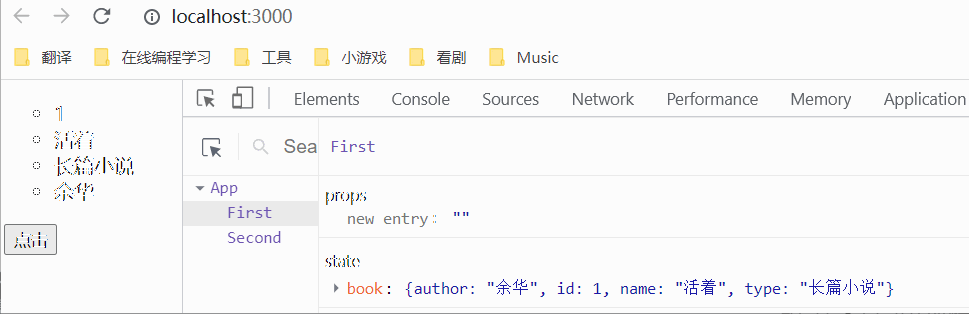 localhost:3000
翻译 在线编程学习 工具 小游戏 看剧 Music
Elements Console Sources Network Performance Memory Application
1
活着
长篇小说
余华
点击
Sea
App
First
Second
First
props
new entry: ""
state
book: {author: "余华", id: 1, name: "活着", type: "长篇小说"}